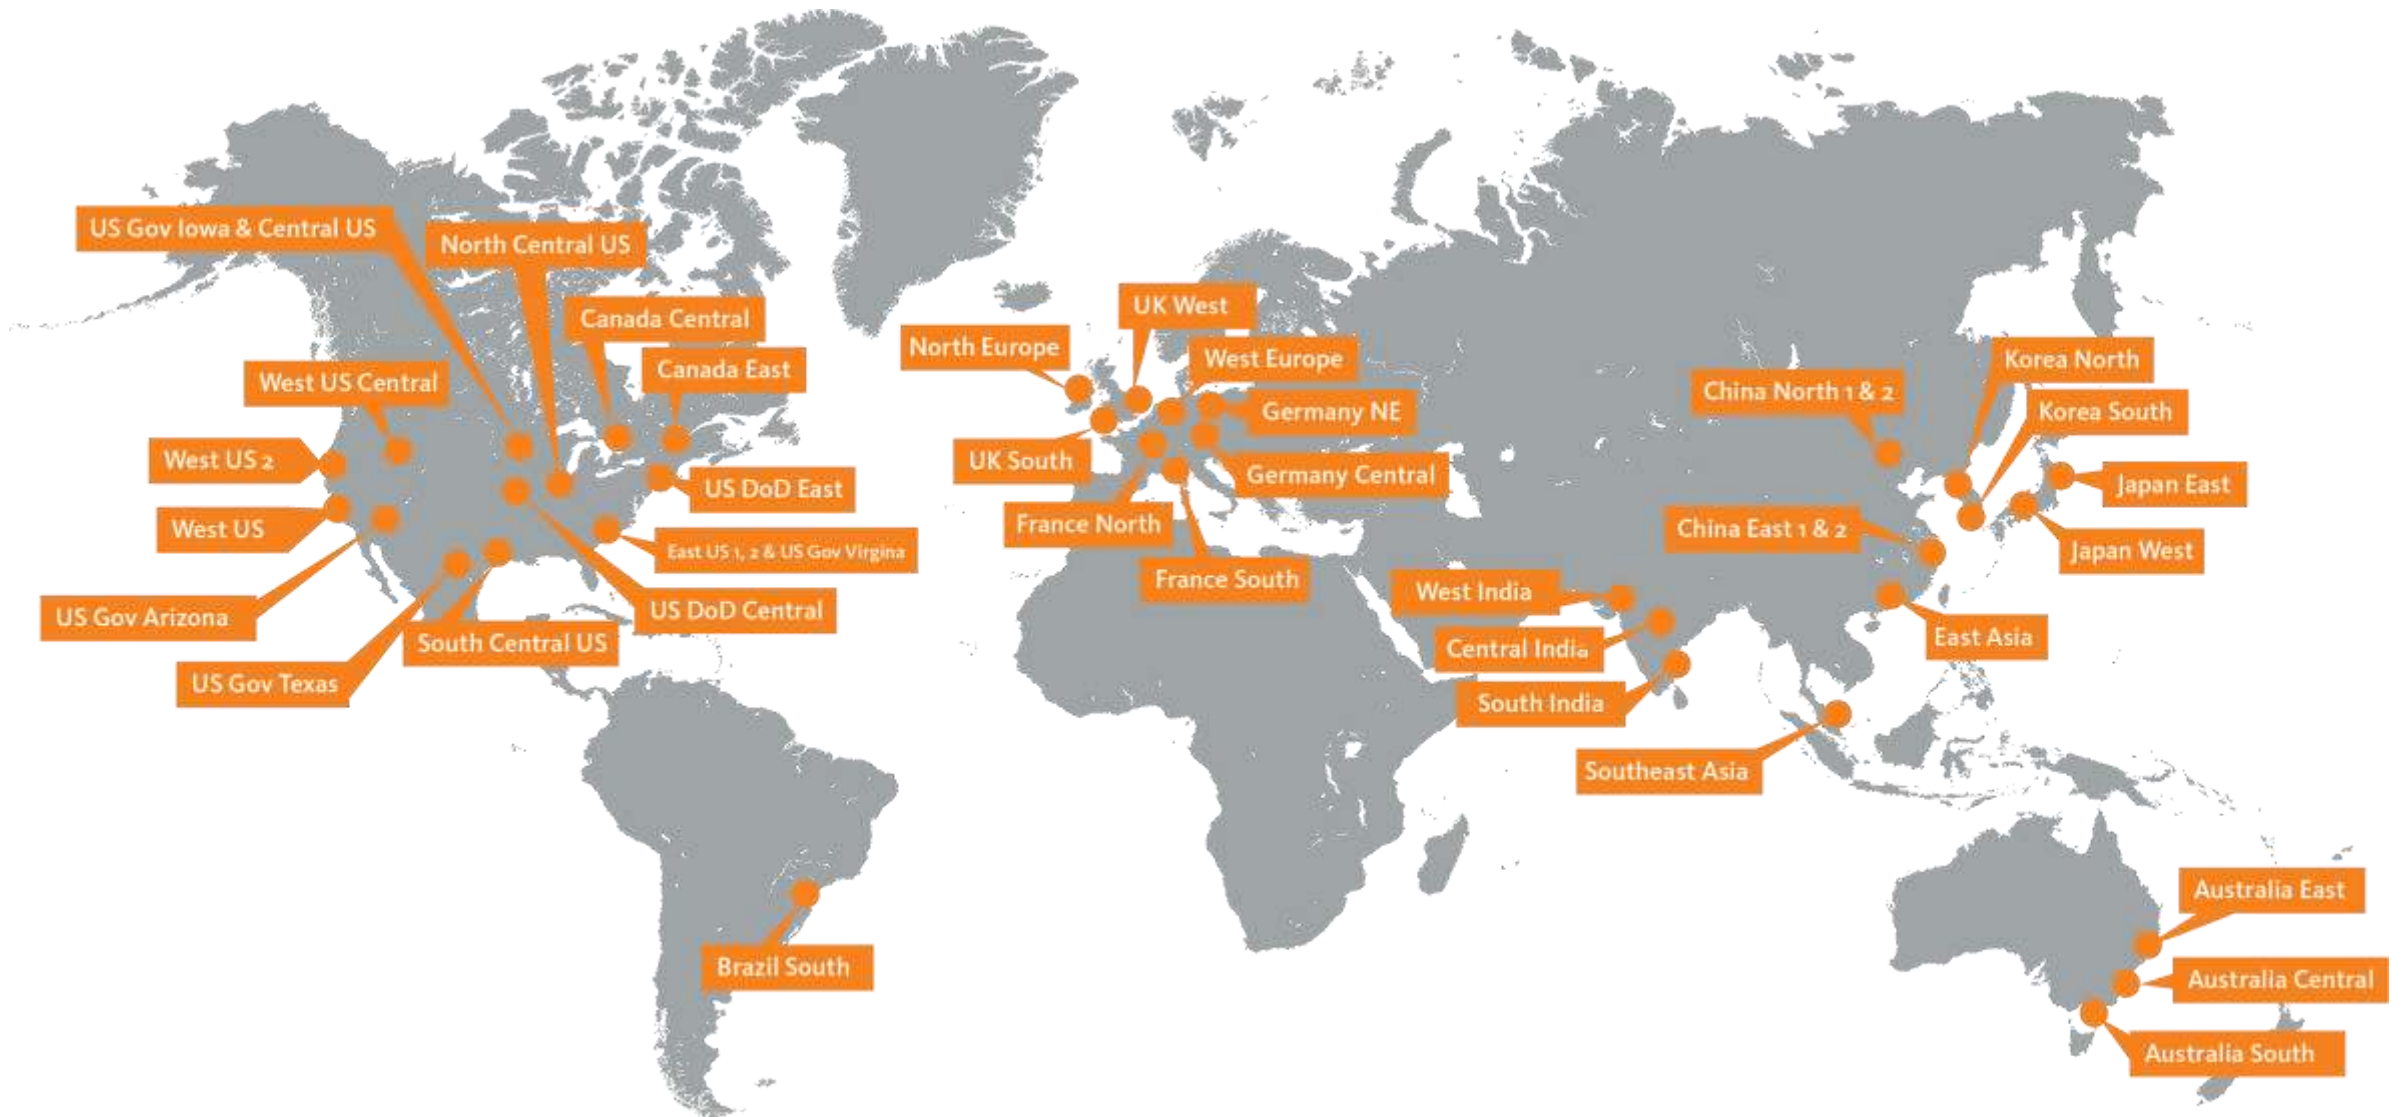 US Gov Iowa & Central US
North Central US
Canada Central
Canada East
West US Central
West US 2
West US
US Gov Arizona
US Gov Texas
South Central US
US DoD Central
East US 1, 2 & US Gov Virgina
US DoD East
Brazil South
North Europe
UK West
West Europe
Germany NE
UK South
Germany Central
France North
France South
West India
Central India
South India
Southeast Asia
China North 1 & 2
China East 1 & 2
Korea North
Korea South
Japan East
Japan West
East Asia
Australia East
Australia Central
Australia South